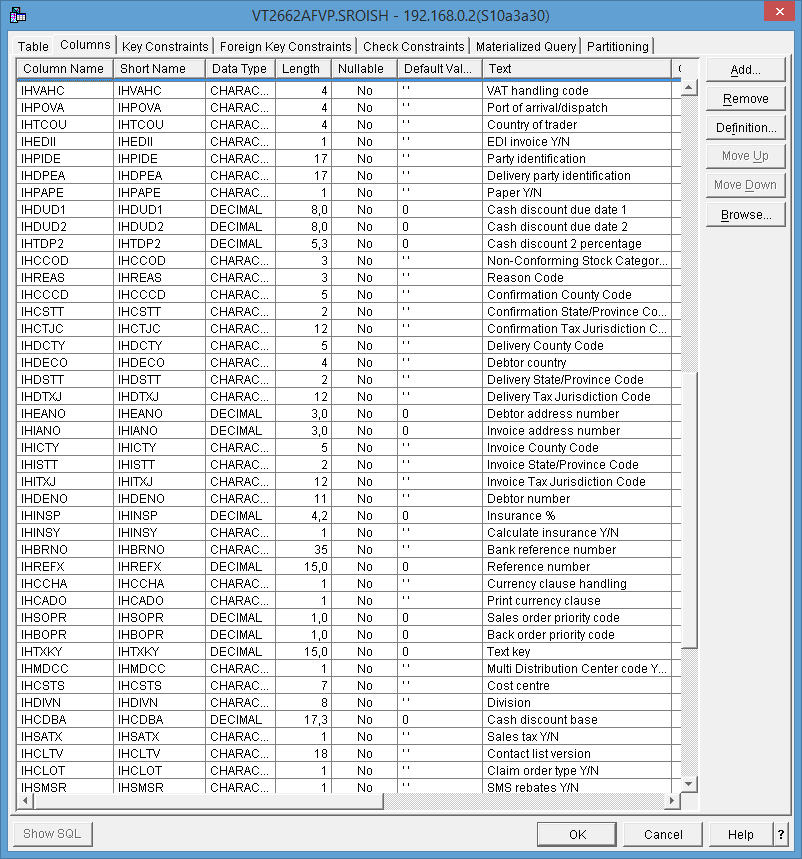 VT2662AFVP.SROISH - 192.168.0.2(S10a3a30)
Table Columns Key Constraints Foreign Key Constraints Check Constraints Materialized Query Partitioning
Column Name Short Name Data Type Length Nullable Default Val... Text
IHVAHC IHVAHC CHARAC... 4 No ' ' VAT handling code
IHPOVA IHPOVA CHARAC... 4 No ' ' Port of arrival/dispatch
IHTCOU IHTCOU CHARAC... 4 No ' ' Country of trader
IHEDII IHEDII CHARAC... 1 No ' ' EDI invoice Y/N
IHPIDE IHPIDE CHARAC... 17 No ' ' Party identification
IHDPEA IHDPEA CHARAC... 17 No ' ' Delivery party identification
IHPAPE IHPAPE CHARAC... 1 No ' ' Paper Y/N
IHDUD1 IHDUD1 DECIMAL 8,0 No 0 Cash discount due date 1
IHDUD2 IHDUD2 DECIMAL 8,0 No 0 Cash discount due date 2
IHTDP2 IHTDP2 DECIMAL 5,3 No 0 Cash discount 2 percentage
IHCCOD IHCCOD CHARAC... 3 No ' ' Non-Conforming Stock Categor...
IHREAS IHREAS CHARAC... 3 No ' ' Reason Code
IHCCCD IHCCCD CHARAC... 5 No ' ' Confirmation County Code
IHCSTT IHCSTT CHARAC... 2 No ' ' Confirmation State/Province Co...
IHCTJC IHCTJC CHARAC... 12 No ' ' Confirmation Tax Jurisdiction C...
IHDCTY IHDCTY CHARAC... 5 No ' ' Delivery County Code
IHDECO IHDECO CHARAC... 4 No ' ' Debtor country
IHDSTT IHDSTT CHARAC... 2 No ' ' Delivery State/Province Code
IHDTXJ IHDTXJ CHARAC... 12 No ' ' Delivery Tax Jurisdiction Code
IHEANO IHEANO DECIMAL 3,0 No 0 Debtor address number
IHIANO IHIANO DECIMAL 3,0 No 0 Invoice address number
IHICTY IHICTY CHARAC... 5 No ' ' Invoice County Code
IHISTT IHISTT CHARAC... 2 No ' ' Invoice State/Province Code
IHITXJ IHITXJ CHARAC... 12 No ' ' Invoice Tax Jurisdiction Code
IHDENO IHDENO CHARAC... 11 No ' ' Debtor number
IHINSP IHINSP DECIMAL 4,2 No 0 Insurance %
IHINSY IHINSY CHARAC... 1 No ' ' Calculate insurance Y/N
IHBRNO IHBRNO CHARAC... 35 No ' ' Bank reference number
IHREFX IHREFX DECIMAL 15,0 No 0 Reference number
IHCCHA IHCCHA CHARAC... 1 No ' ' Currency clause handling
IHCADO IHCADO CHARAC... 1 No ' ' Print currency clause
IHSOPR IHSOPR DECIMAL 1,0 No 0 Sales order priority code
IHBOPR IHBOPR DECIMAL 1,0 No 0 Back order priority code
IHTXKY IHTXKY DECIMAL 15,0 No 0 Text key
IHMDCC IHMDCC CHARAC... 1 No ' ' Multi Distribution Center code Y...
IHCSTS IHCSTS CHARAC... 7 No ' ' Cost centre
IHDIVN IHDIVN CHARAC... 8 No ' ' Division
IHCDBA IHCDBA DECIMAL 17,3 No 0 Cash discount base
IHSATX IHSATX CHARAC... 1 No ' ' Sales tax Y/N
IHCLTV IHCLTV CHARAC... 18 No ' ' Contact list version
IHCLOT IHCLOT CHARAC... 1 No ' ' Claim order type Y/N
IHSMSR IHSMSR CHARAC... 1 No ' ' SMS rebates Y/N
Add...
Remove
Definition...
Move Up
Move Down
Browse...
Show SQL OK Cancel Help ?